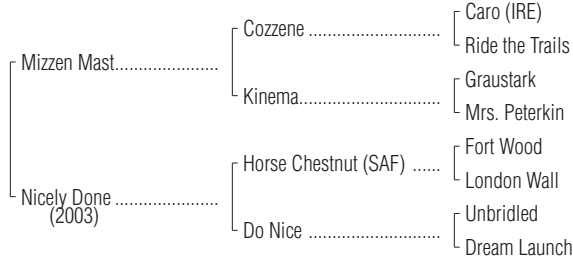 Caro (IRE)
Cozzene
Ride the Trails
Mizzen Mast
Graustark
Kinema
Mrs. Peterkin
Fort Wood
Horse Chestnut (SAF)
London Wall
Nicely Done
(2003)
Unbridled
Do Nice
Dream Launch